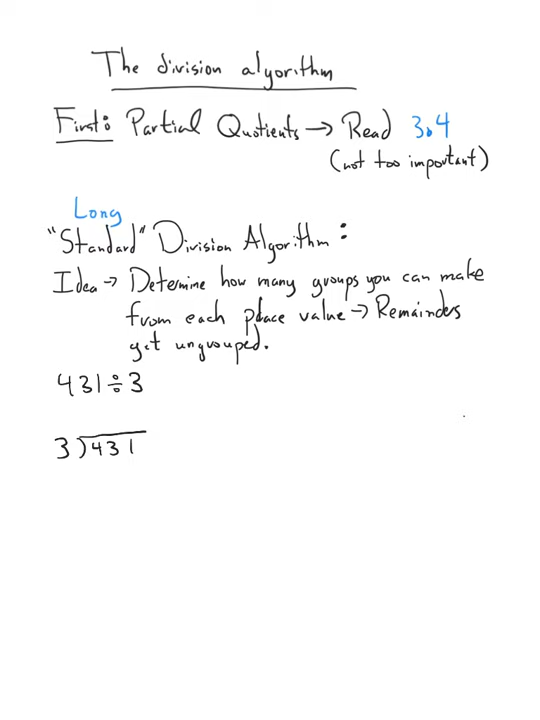 The division algorithm
First: Partial Quotients → Read 3.4
(not too important)
Long
"Standard" Division Algorithm:
Idea → Determine how many groups you can make
from each place value → Remainders
get ungrouped.
431÷3
3)431